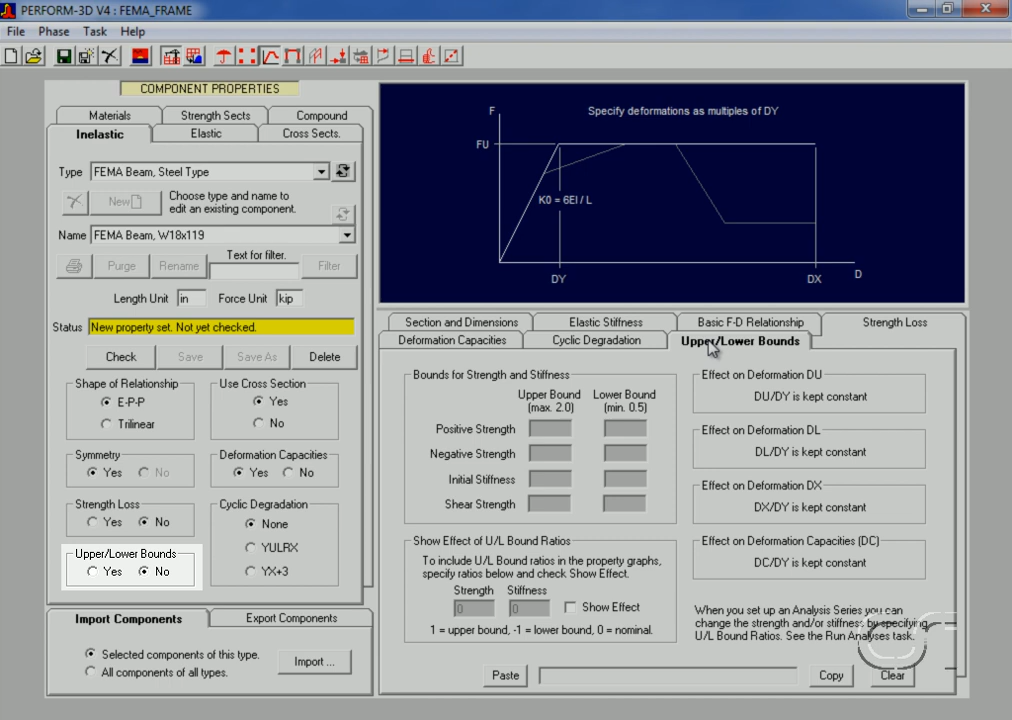 PERFORM-3D V4 : FEMA_FRAME
File Phase Task Help
COMPONENT PROPERTIES
Materials Strength Sects Compound
Inelastic Elastic Cross Sects.
Type FEMA Beam, Steel Type
New
Choose type and name to
edit an existing component.
Name FEMA Beam, W18x119
Text for filter.
Purge Rename Filter
Length Unit in Force Unit kip
Status New property set. Not yet checked.
Check Save Save As Delete
Shape of Relationship
E-P-P
Trilinear
Use Cross Section
Yes
No
Symmetry
Yes No
Deformation Capacities
Yes No
Strength Loss
Yes No
Cyclic Degradation
None
YULRX
YX+3
Upper/Lower Bounds
Yes No
Import Components Export Components
Selected components of this type.
All components of all types.
Import ...
F
Specify deformations as multiples of DY
FU
K0 = 6EI / L
DY DX D
Section and Dimensions Elastic Stiffness Basic F-D Relationship Strength Loss
Deformation Capacities Cyclic Degradation Upper/Lower Bounds
Bounds for Strength and Stiffness
Upper Bound Lower Bound
(max. 2.0) (min. 0.5)
Positive Strength
Negative Strength
Initial Stiffness
Shear Strength
Show Effect of U/L Bound Ratios
To include U/L Bound ratios in the property graphs,
specify ratios below and check Show Effect.
Strength Stiffness
0 0 Show Effect
1 = upper bound, -1 = lower bound, 0 = nominal.
Effect on Deformation DU
DU/DY is kept constant
Effect on Deformation DL
DL/DY is kept constant
Effect on Deformation DX
DX/DY is kept constant
Effect on Deformation Capacities (DC)
DC/DY is kept constant
When you set up an Analysis Series you can
change the strength and/or stiffness, by specifying
U/L Bound Ratios. See the Run Analyses task.
Paste Copy Clear